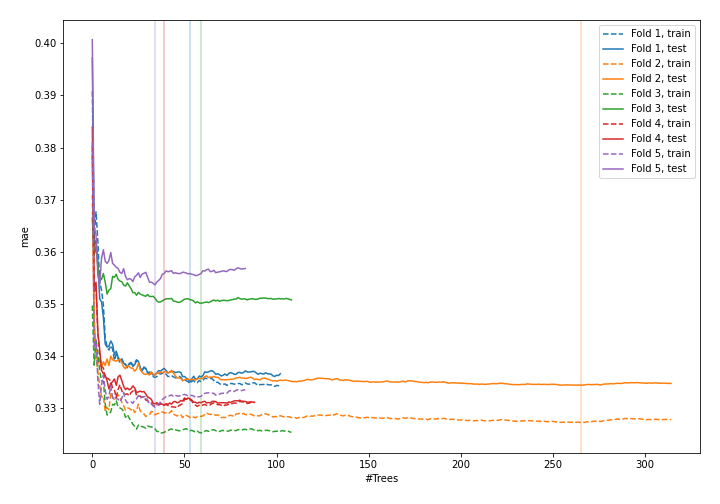 0.40
0.39
0.38
0.37
0.36
0.35
0.34
0.33
mae
0
50
100
150
200
250
300
#Trees
Fold 1, train
Fold 1, test
Fold 2, train
Fold 2, test
Fold 3, train
Fold 3, test
Fold 4, train
Fold 4, test
Fold 5, train
Fold 5, test